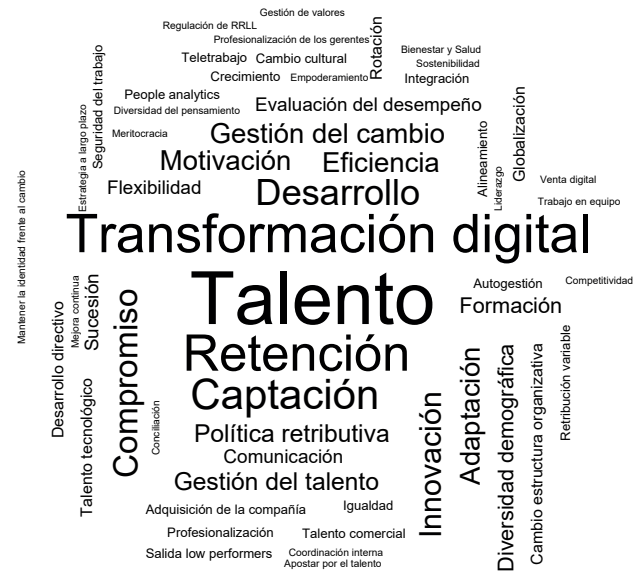 Gestión de valores
Regulación de RRLL
Profesionalización de los gerentes
Rotación
Teletrabajo
Cambio cultural
Bienestar y Salud
Sostenibilidad
Crecimiento
Empoderamiento
Integración
Seguridad del trabajo
People analytics
Estrategia a largo plazo
Diversidad del pensamiento
Evaluación del desempeño
Meritocracia
Gestión del cambio
Alineamiento
Globalización
Motivación
Eficiencia
Liderazgo
Venta digital
Flexibilidad
Desarrollo
Trabajo en equipo
Mantener la identidad frente al cambio
Transformación digital
Talento
Autogestión
Competitividad
Formación
Desarrollo directivo
Mejora continua
Sucesión
Compromiso
Retención
Captación
Adaptación
Diversidad demográfica
Cambio estructura organizativa
Retribución variable
Talento tecnológico
Conciliación
Política retributiva
Innovación
Comunicación
Gestión del talento
Adquisición de la compañía
Igualdad
Profesionalización
Talento comercial
Salida low performers
Coordinación interna
Apostar por el talento